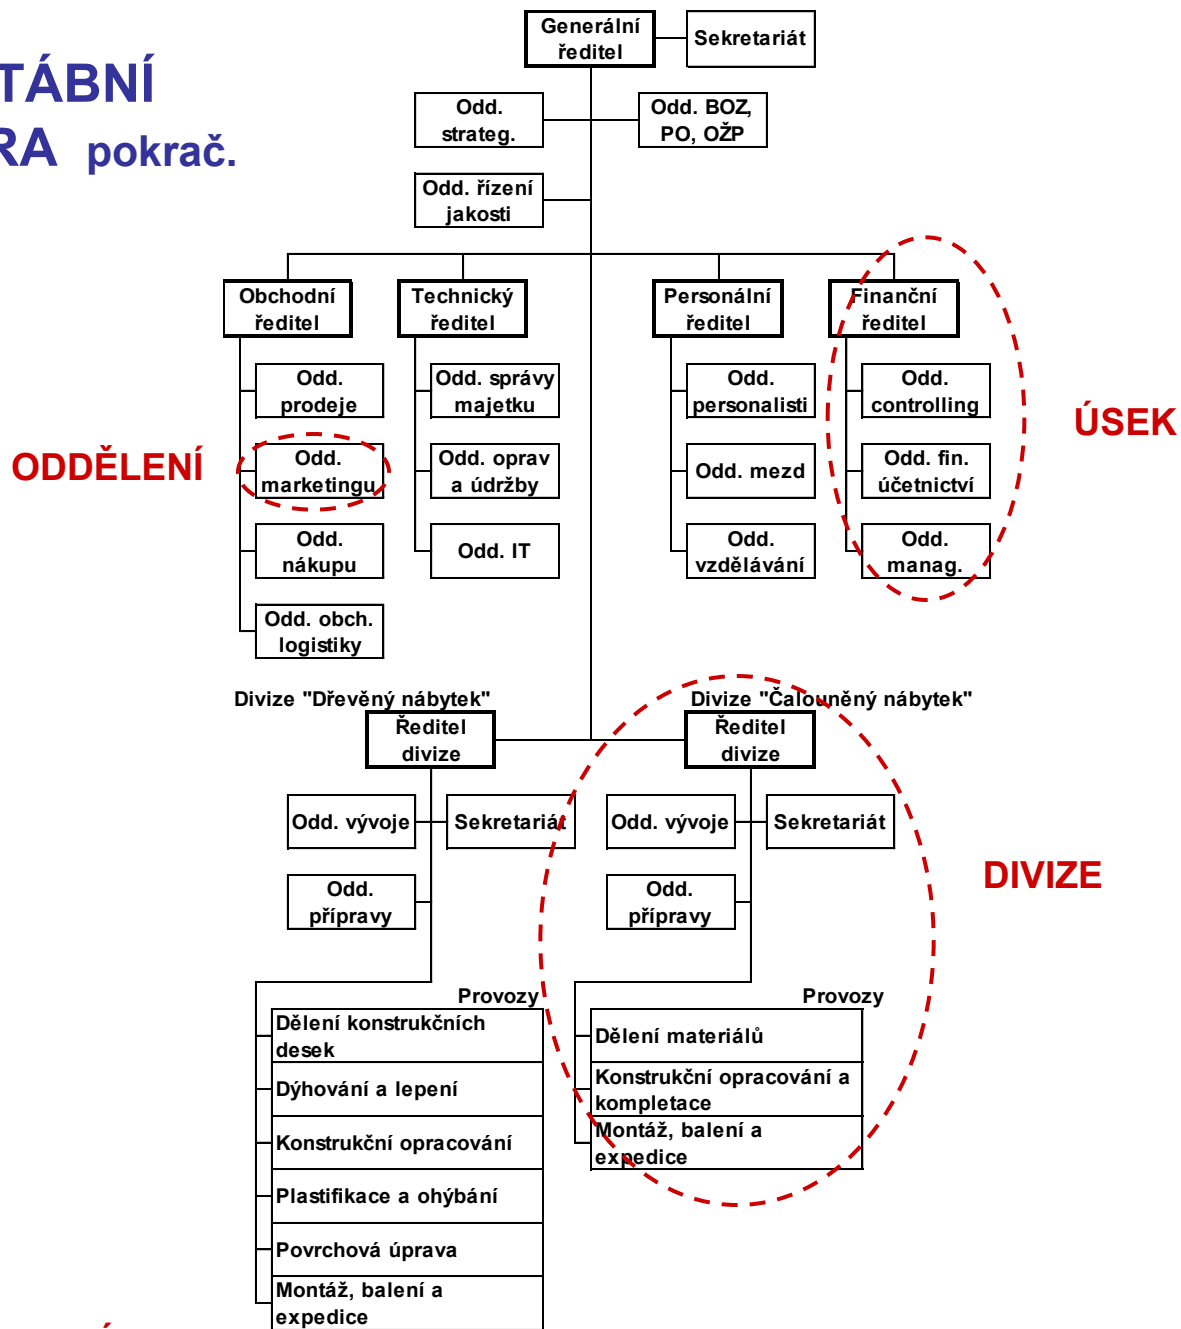 TÁBNÍ
RA pokrač.
Generální
ředitel
Sekretariát
Odd.
strateg.
Odd. BOZ,
PO, OŽP
Odd. řízení
jakosti
Obchodní
ředitel
Technický
ředitel
Personální
ředitel
Finanční
ředitel
Odd.
prodeje
Odd. správy
majetku
Odd.
personalisti
Odd.
controlling
ÚSEK
ODDĚLENÍ
Odd.
marketingu
Odd. oprav
a údržby
Odd. mezd
Odd. fin.
účetnictví
Odd.
nákupu
Odd. IT
Odd.
vzdělávání
Odd.
manag.
Odd. obch.
logistiky
Divize "Dřevěný nábytek"
Divize "Čalouněný nábytek"
Ředitel
divize
Ředitel
divize
Odd. vývoje
Sekretariát
Odd. vývoje
Sekretariát
DIVIZE
Odd.
přípravy
Odd.
přípravy
Provozy
Provozy
Dělení konstrukčních
desek
Dýhování a lepení
Konstrukční opracování
Plastifikace a ohýbání
Povrchová úprava
Montáž, balení a
expedice
Dělení materiálů
Konstrukční opracování a
kompletace
Montáž, balení a
expedice